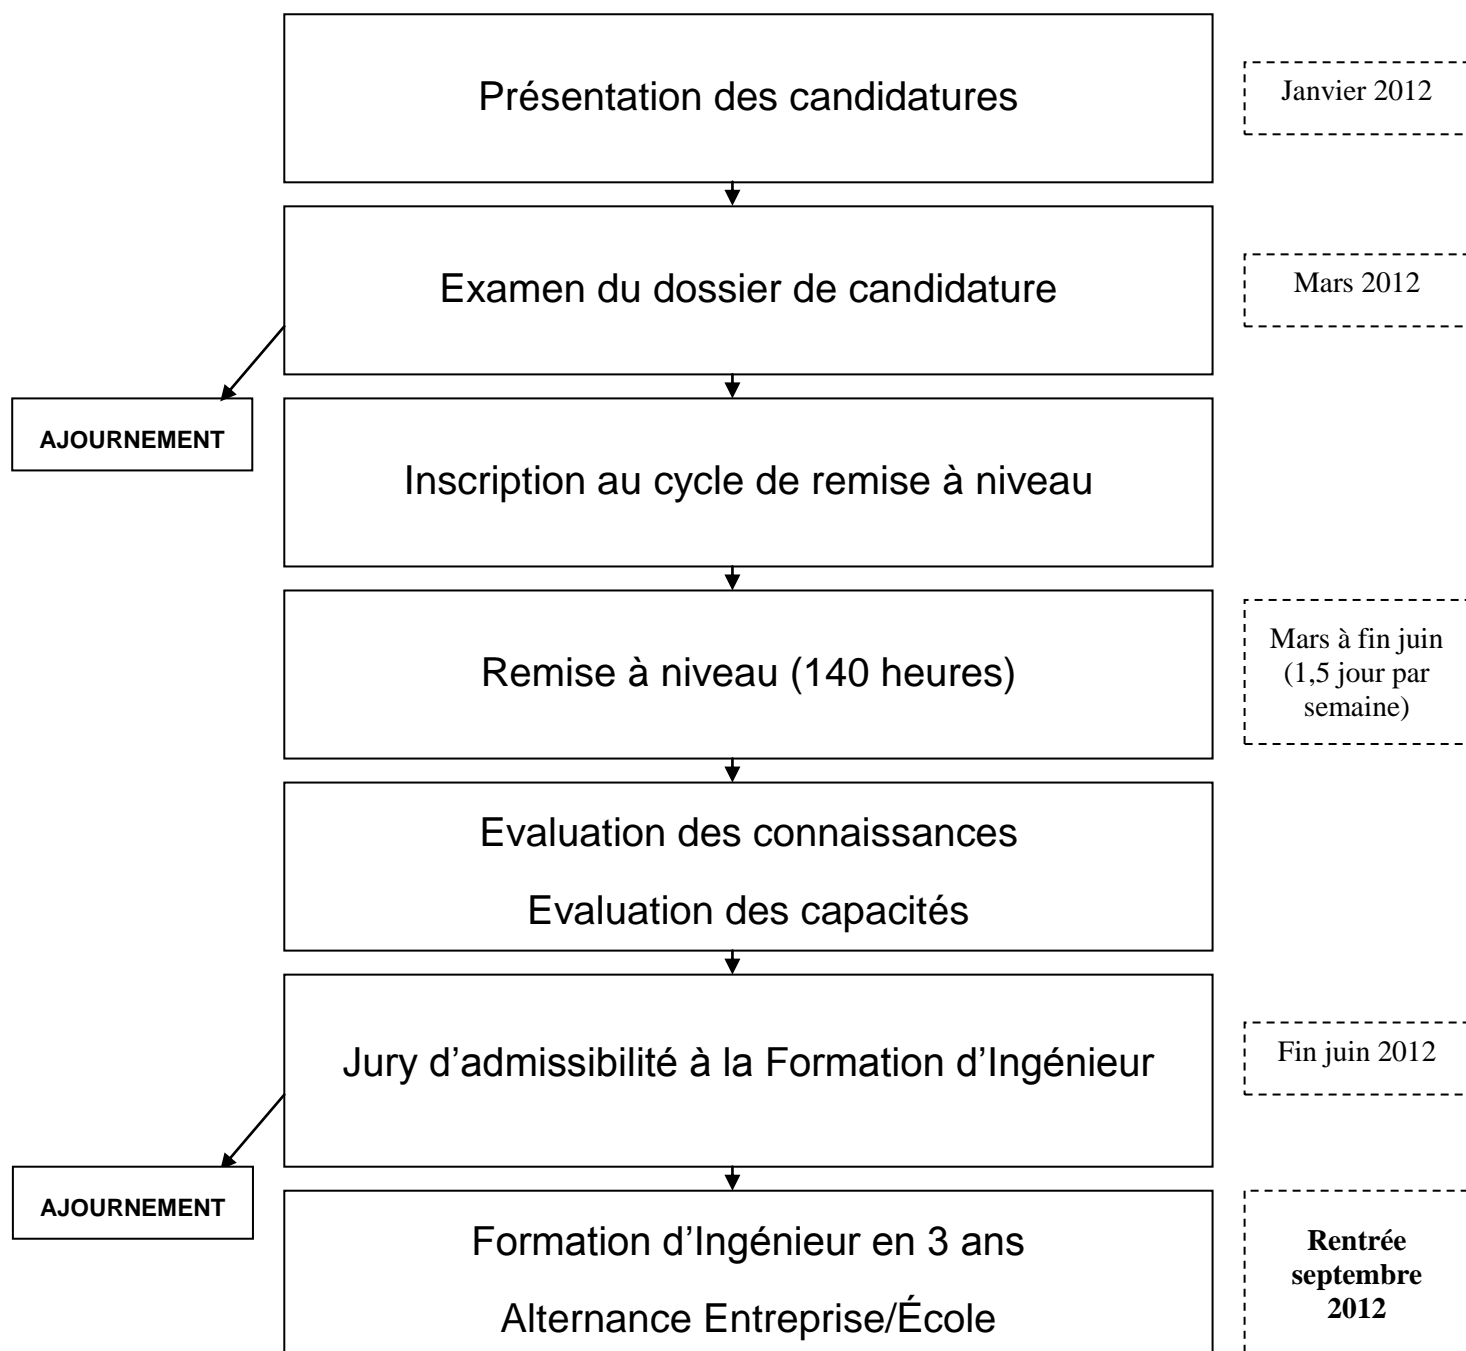 Présentation des candidatures
Janvier 2012
Examen du dossier de candidature
Mars 2012
AJOURNEMENT
Inscription au cycle de remise à niveau
Remise à niveau (140 heures)
Mars à fin juin
(1,5 jour par
semaine)
Evaluation des connaissances
Evaluation des capacités
Jury d’admissibilité à la Formation d’Ingénieur
Fin juin 2012
AJOURNEMENT
Formation d’Ingénieur en 3 ans
Alternance Entreprise/École
Rentrée
septembre
2012